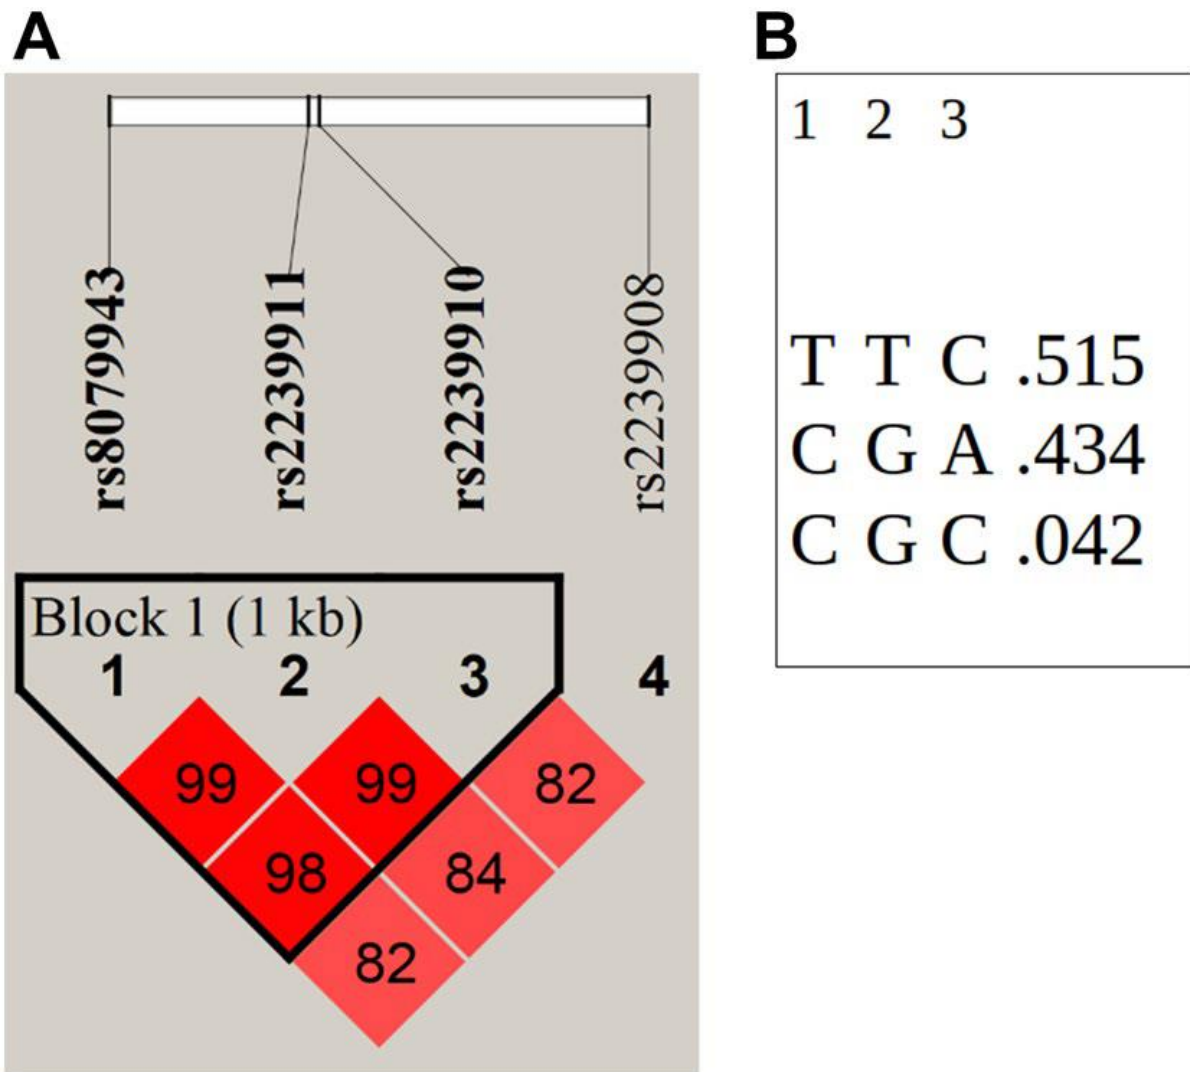 A
rs8079943
rs2239911
rs2239910
rs2239908
Block 1 (1 kb)
1 2 3 4
99 99 82
98 84
82
B
1 2 3
T T C .515
C G A .434
C G C .042